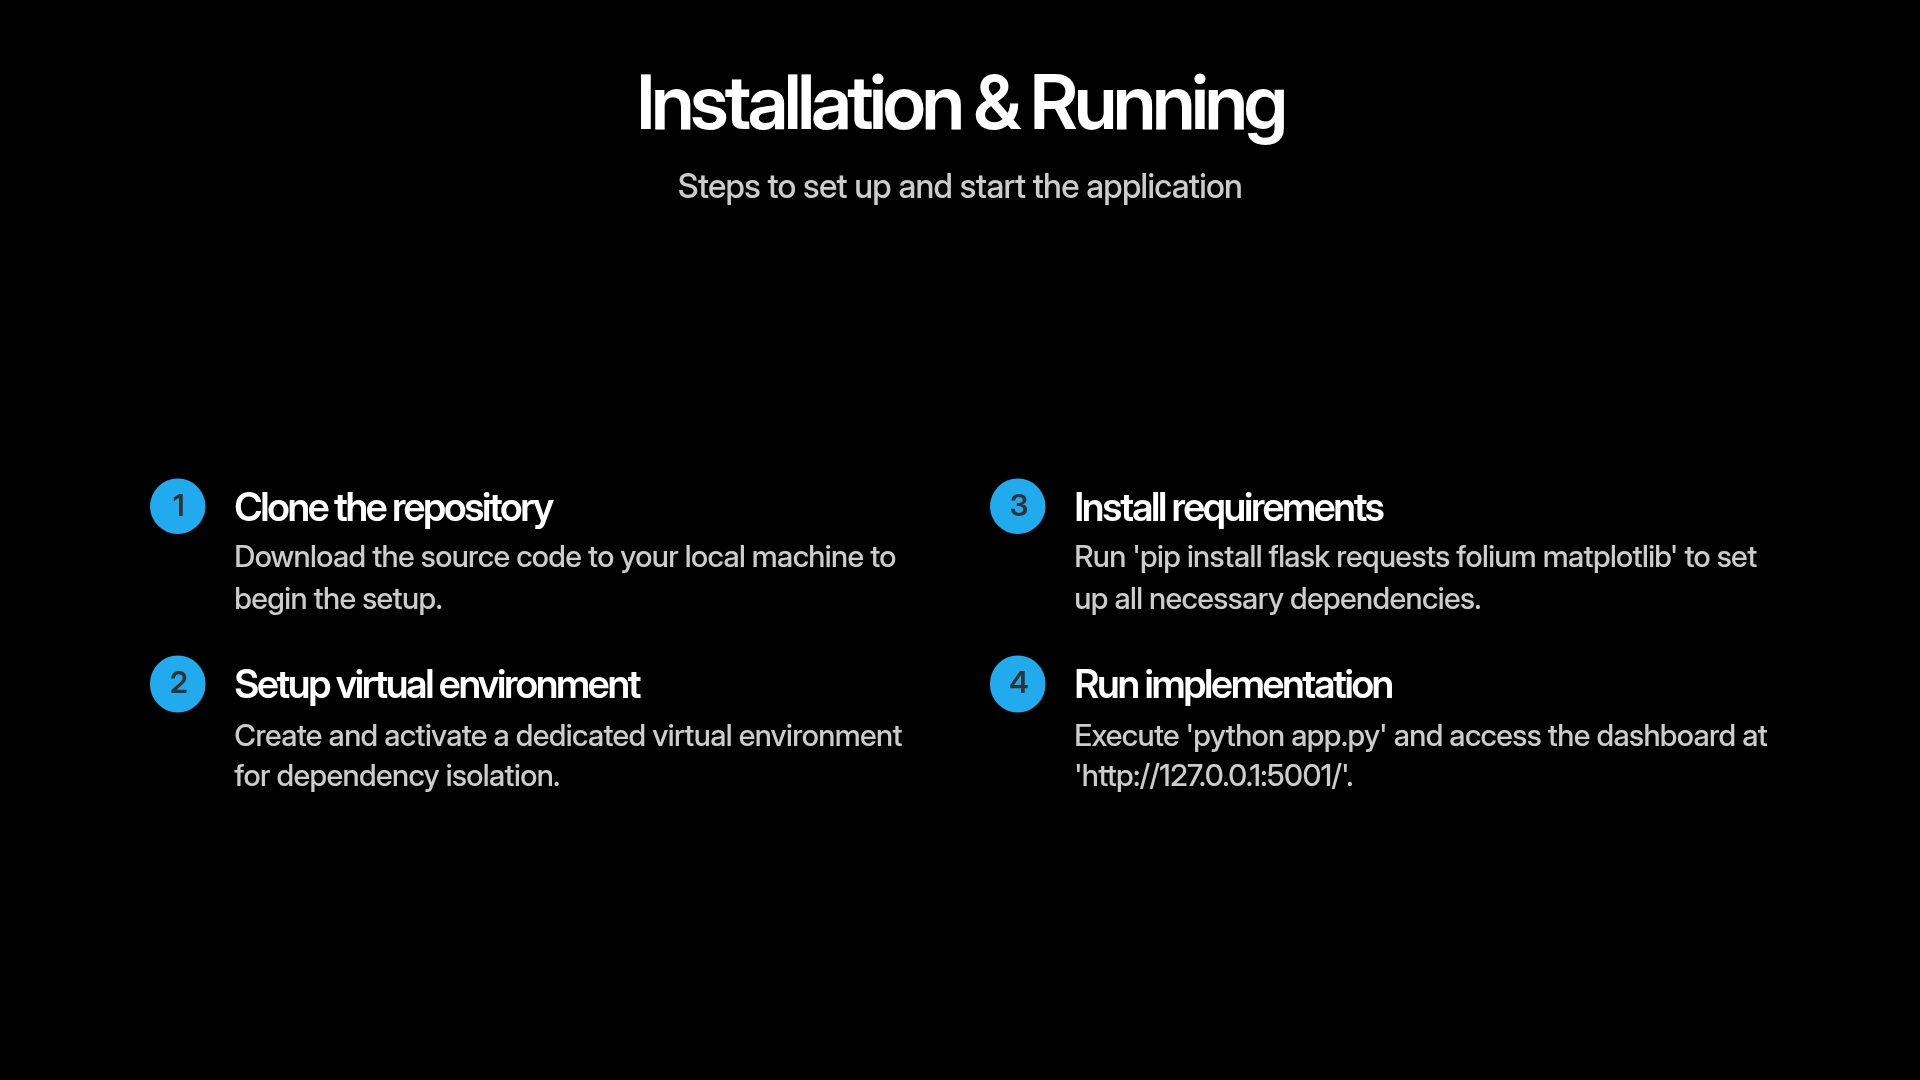 Installation & Running
Steps to set up and start the application
1
Clone the repository
Download the source code to your local machine to
begin the setup.
2
Setup virtual environment
Create and activate a dedicated virtual environment
for dependency isolation.
3
Install requirements
Run 'pip install flask requests folium matplotlib' to set
up all necessary dependencies.
4
Run implementation
Execute 'python app.py' and access the dashboard at
'http://127.0.0.1:5001/'.